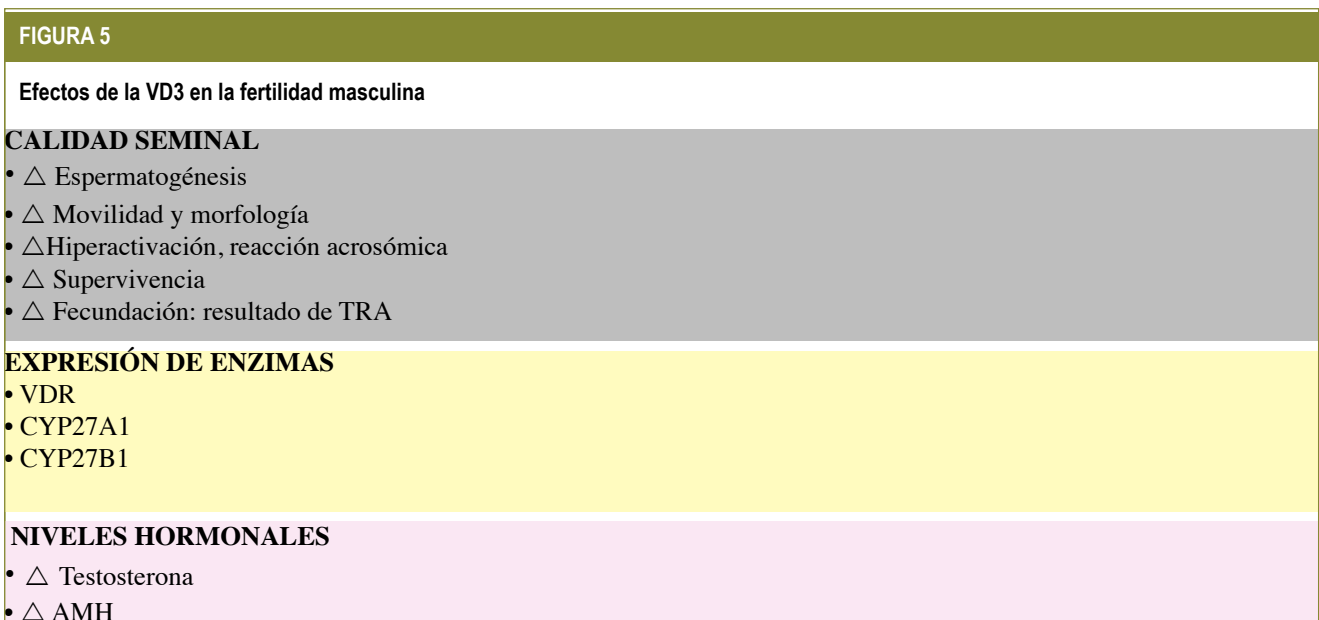 FIGURA 5
Efectos de la VD3 en la fertilidad masculina
CALIDAD SEMINAL
• △ Espermatogénesis
• △ Movilidad y morfología
• △Hiperactivación, reacción acrosómica
• △ Supervivencia
• △ Fecundación: resultado de TRA
EXPRESIÓN DE ENZIMAS
• VDR
• CYP27A1
• CYP27B1
NIVELES HORMONALES
• △ Testosterona
• △ AMH